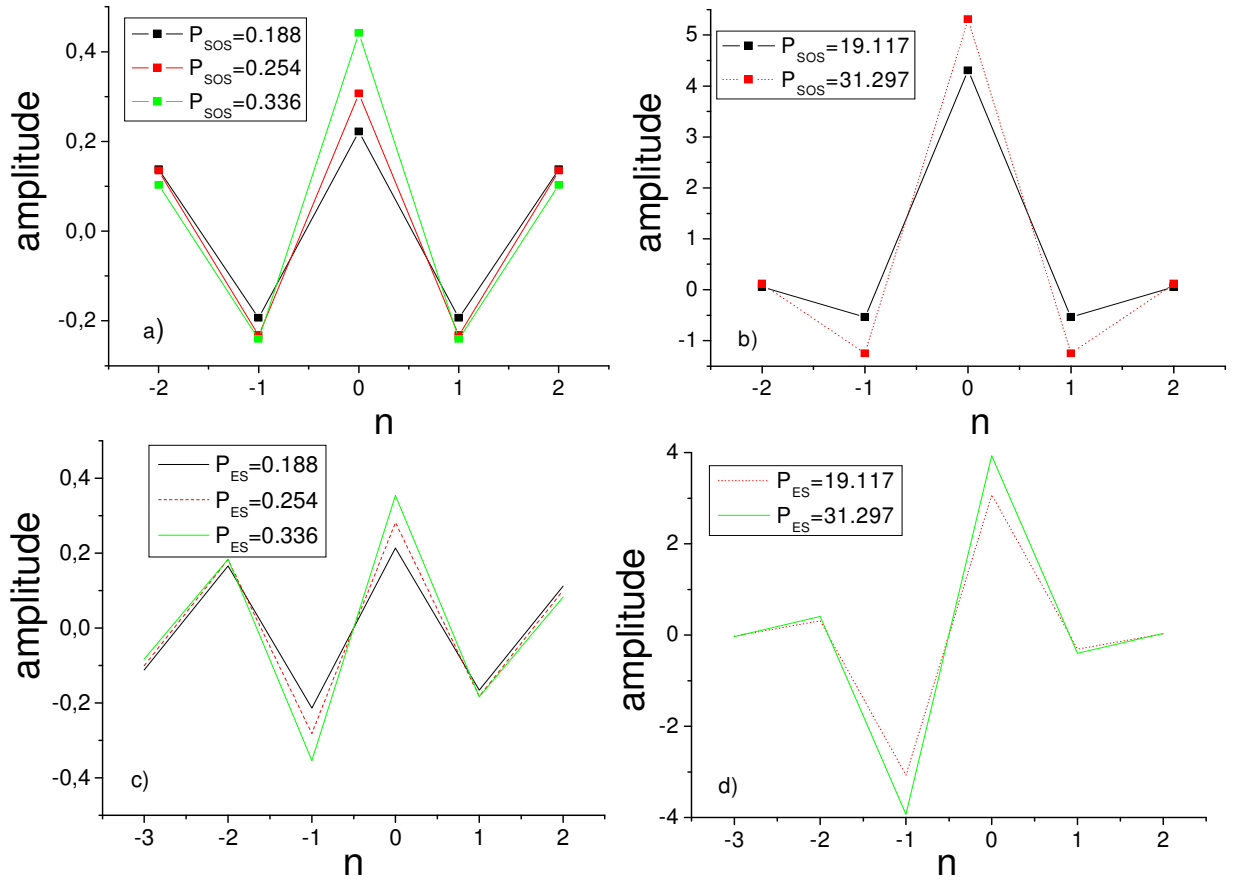 P_SOS=0.188
P_SOS=0.254
P_SOS=0.336
0,4
0,2
0,0
-0,2
amplitude
a)
-2 -1 0 1 2
n
P_SOS=19.117
P_SOS=31.297
5
4
3
2
1
0
-1
amplitude
b)
-2 -1 0 1 2
n
P_ES=0.188
P_ES=0.254
P_ES=0.336
0,4
0,2
0,0
-0,2
-0,4
amplitude
c)
-3 -2 -1 0 1 2
n
P_ES=19.117
P_ES=31.297
4
2
0
-2
-4
amplitude
d)
-3 -2 -1 0 1 2
n